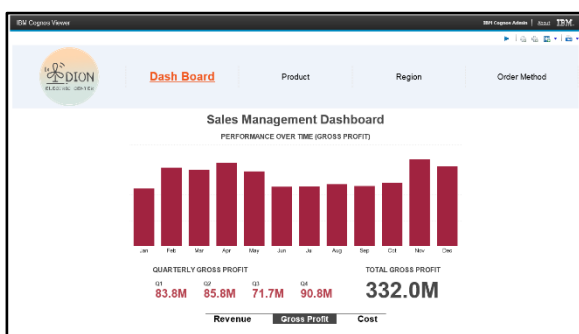 IBM Cognos Viewer
IBM Cognos Admin | About IBM.
DION
ELECTRIC CENTER
Dash Board Product Region Order Method
Sales Management Dashboard
PERFORMANCE OVER TIME (GROSS PROFIT)
Jan Feb Mar Apr May Jun Jul Aug Sep Oct Nov Dec
QUARTERLY GROSS PROFIT TOTAL GROSS PROFIT
Q1 Q2 Q3 Q4
83.8M 85.8M 71.7M 90.8M 332.0M
Revenue Gross Profit Cost